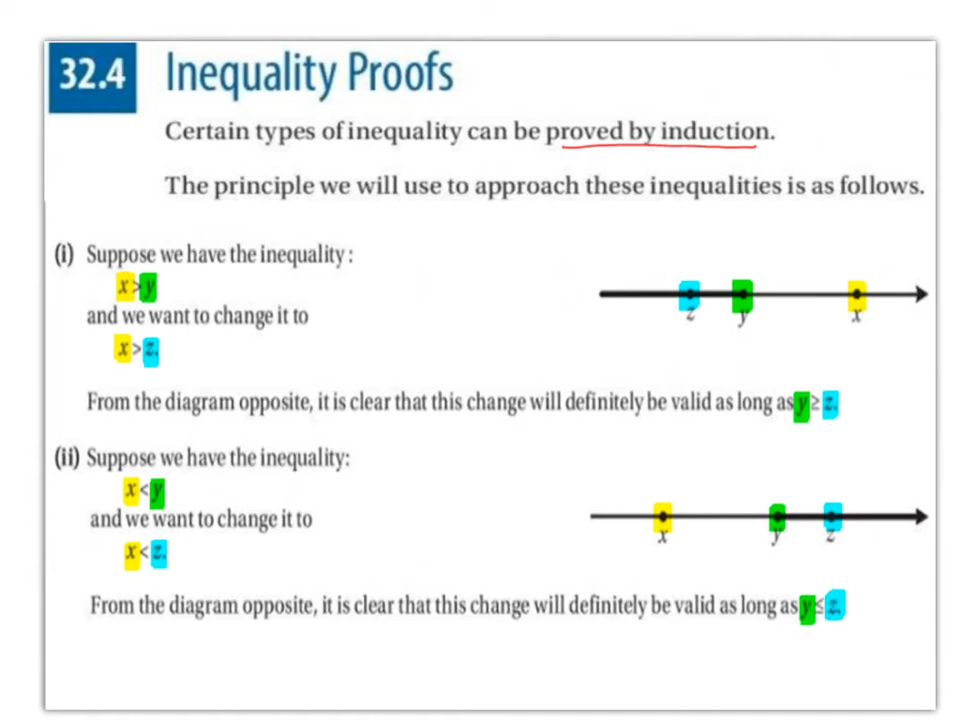 32.4 Inequality Proofs
Certain types of inequality can be proved by induction.
The principle we will use to approach these inequalities is as follows.
(i) Suppose we have the inequality:
x > y
z y x
and we want to change it to
x > z.
From the diagram opposite, it is clear that this change will definitely be valid as long as y ≥ z.
(ii) Suppose we have the inequality:
x < y
and we want to change it to
x y z
x < z.
From the diagram opposite, it is clear that this change will definitely be valid as long as y ≤ z.